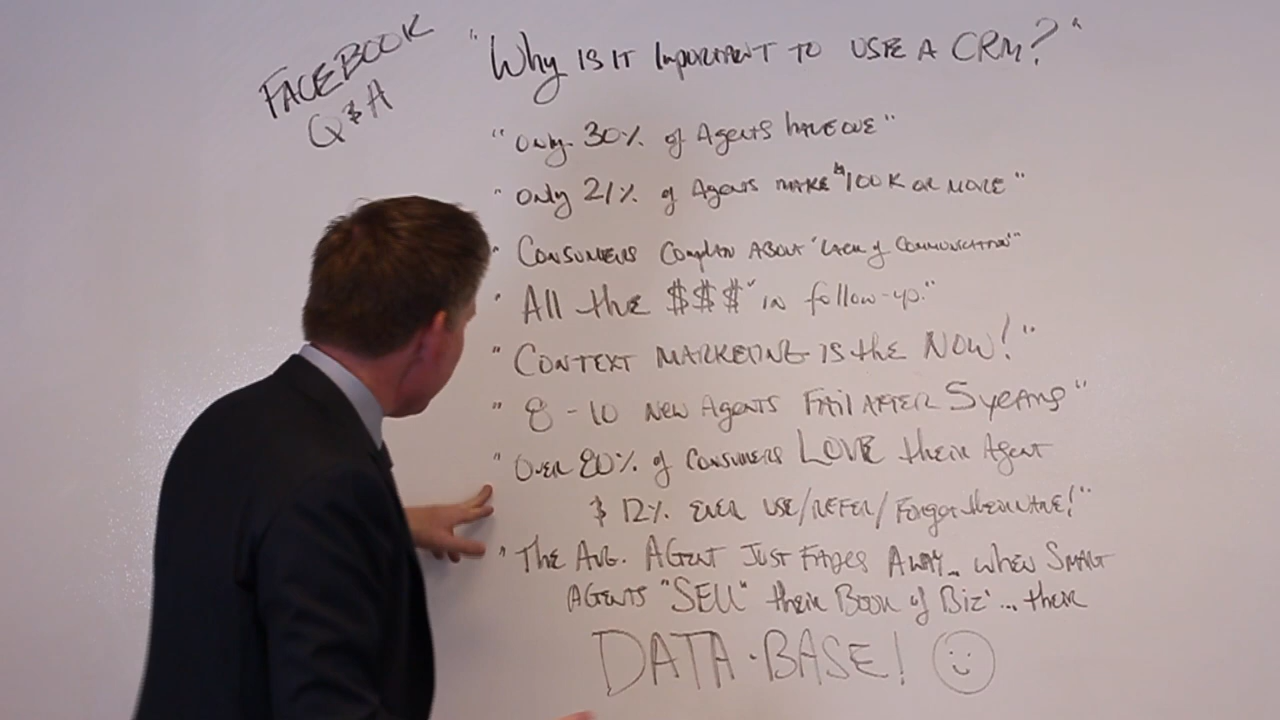 FACEBOOK
Q & A
"Why IS IT IMPORTANT TO USE A CRM?"
"Only 30% of Agents HAVE ONE"
" Only 21% of Agents MAKE $100K OR MORE"
" CONSUMERS Complain ABOUT "LACK of COMMUNICATION"
" All the $$$ in follow-up."
" CONTEXT MARKETING IS the NOW!"
" 8-10 NEW AGENTS FAIL AFTER 5 years"
" OVER 80% of CONSUMERS LOVE their Agent
& 12% EVER USE/REFER/Forgot their name!"
" The AVG. AGENT JUST FADES AWAY... when SMART
AGENTS "SELL" their BOOK of BIZ"... their
DATA-BASE!